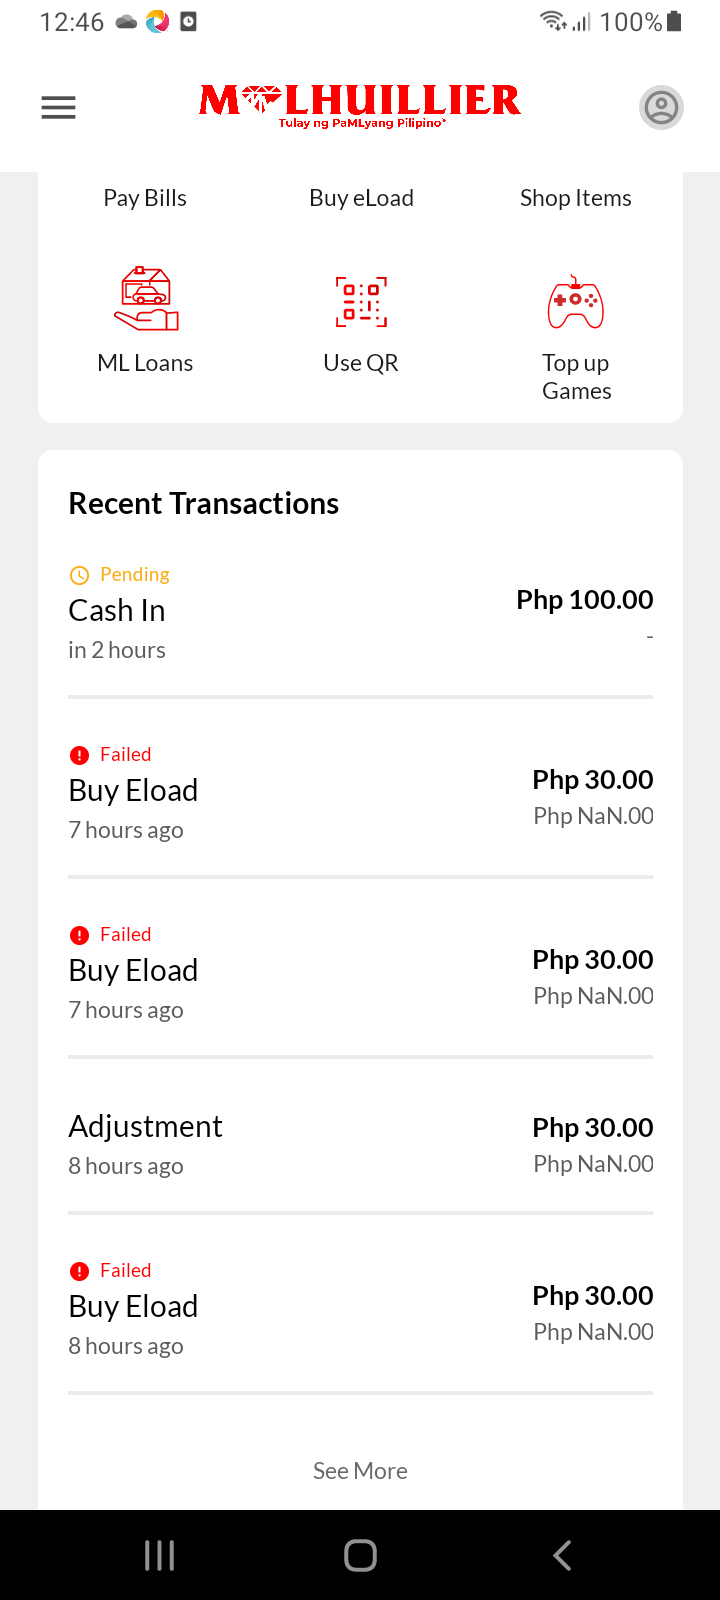 12:46 100%
M LHUILLIER
Tulay ng PaMLyang Pilipino
Pay Bills Buy eLoad Shop Items
ML Loans Use QR Top up
Games
Recent Transactions
Pending
Cash In Php 100.00
in 2 hours -
Failed
Buy Eload Php 30.00
7 hours ago Php NaN.00
Failed
Buy Eload Php 30.00
7 hours ago Php NaN.00
Adjustment Php 30.00
8 hours ago Php NaN.00
Failed
Buy Eload Php 30.00
8 hours ago Php NaN.00
See More